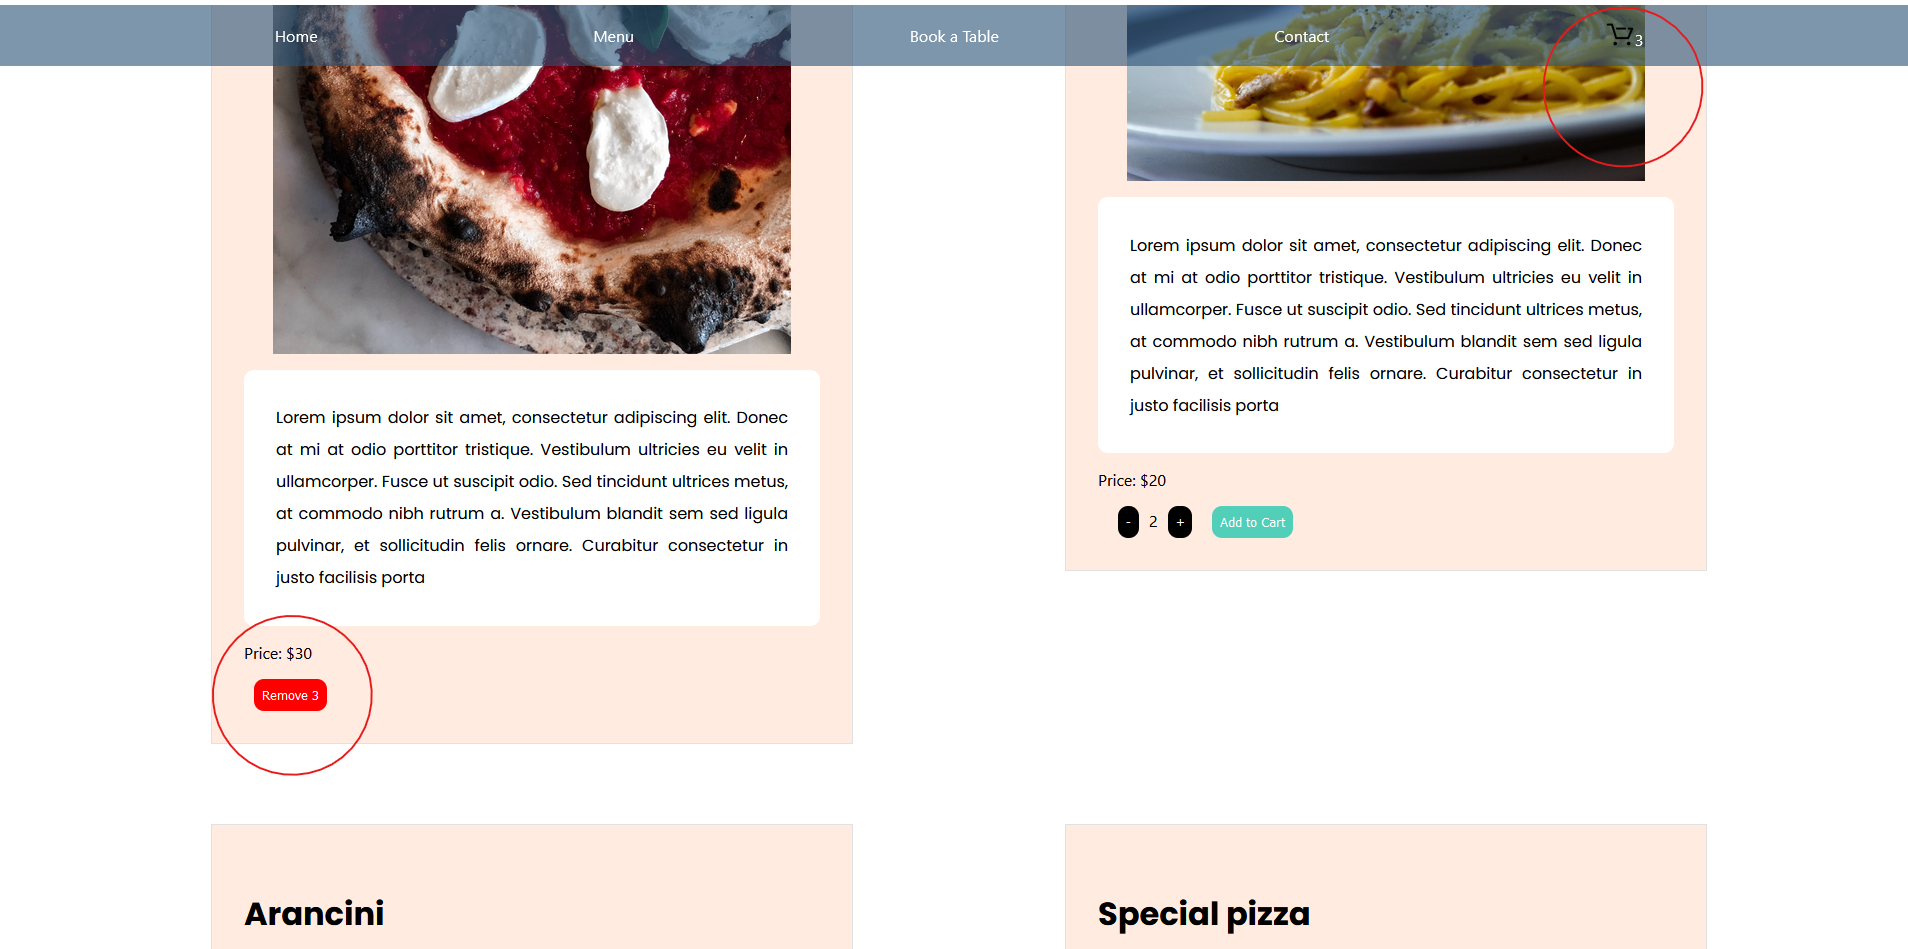 Home Menu Book a Table Contact 3
Lorem ipsum dolor sit amet, consectetur adipiscing elit. Donec
at mi at odio porttitor tristique. Vestibulum ultricies eu velit in
ullamcorper. Fusce ut suscipit odio. Sed tincidunt ultrices metus,
at commodo nibh rutrum a. Vestibulum blandit sem sed ligula
pulvinar, et sollicitudin felis ornare. Curabitur consectetur in
justo facilisis porta
Price: $30
Remove 3
Lorem ipsum dolor sit amet, consectetur adipiscing elit. Donec
at mi at odio porttitor tristique. Vestibulum ultricies eu velit in
ullamcorper. Fusce ut suscipit odio. Sed tincidunt ultrices metus,
at commodo nibh rutrum a. Vestibulum blandit sem sed ligula
pulvinar, et sollicitudin felis ornare. Curabitur consectetur in
justo facilisis porta
Price: $20
- 2 + Add to Cart
Arancini
Special pizza